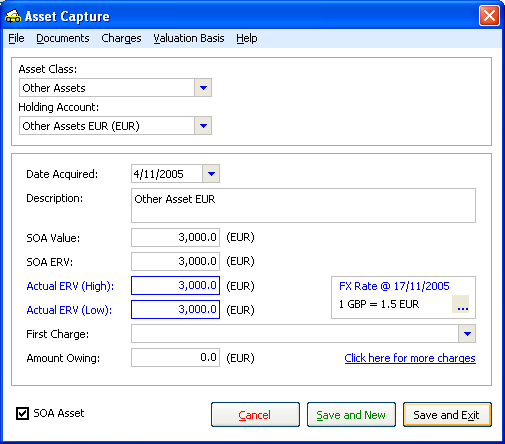 Asset Capture
File Documents Charges Valuation Basis Help
Asset Class:
Other Assets
Holding Account:
Other Assets EUR (EUR)
Date Acquired: 4/11/2005
Description: Other Asset EUR
SOA Value: 3,000.0 (EUR)
SOA ERV: 3,000.0 (EUR)
Actual ERV (High): 3,000.0 (EUR) FX Rate @ 17/11/2005
Actual ERV (Low): 3,000.0 (EUR) 1 GBP = 1.5 EUR ...
First Charge:
Amount Owing: 0.0 (EUR) Click here for more charges
SOA Asset Cancel Save and New Save and Exit